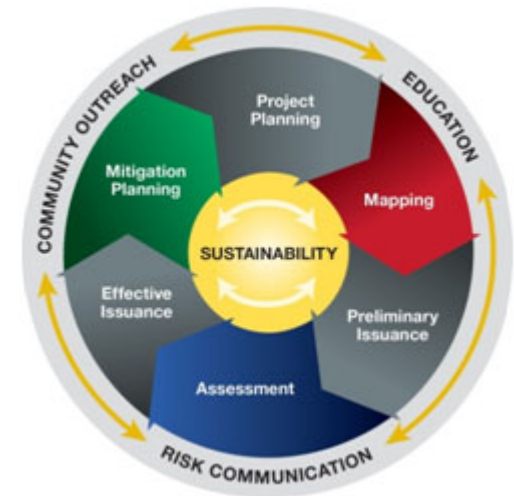 COMMUNITY OUTREACH
EDUCATION
Project
Planning
Mitigation
Planning
Mapping
SUSTAINABILITY
Effective
Issuance
Preliminary
Issuance
Assessment
RISK COMMUNICATION